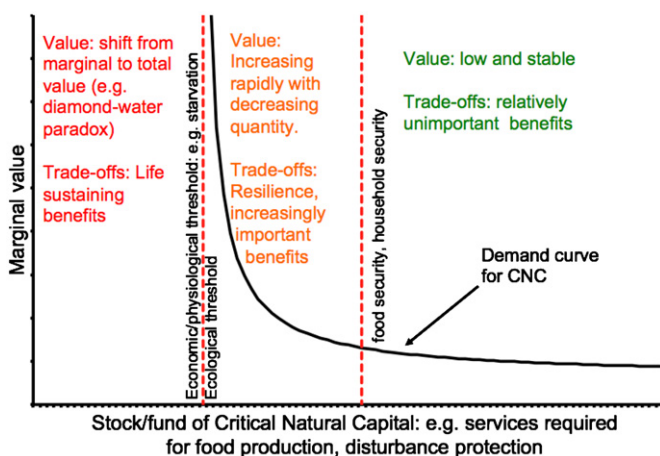 Marginal value
Value: shift from
marginal to total
value (e.g.
diamond-water
paradox)
Trade-offs: Life
sustaining
benefits
Economic/physiological threshold: e.g. starvation
Ecological threshold
Value:
Increasing
rapidly with
decreasing
quantity.
Trade-offs:
Resilience,
increasingly
important
benefits
food security, household security
Value: low and stable
Trade-offs: relatively
unimportant benefits
Demand curve
for CNC
Stock/fund of Critical Natural Capital: e.g. services required
for food production, disturbance protection